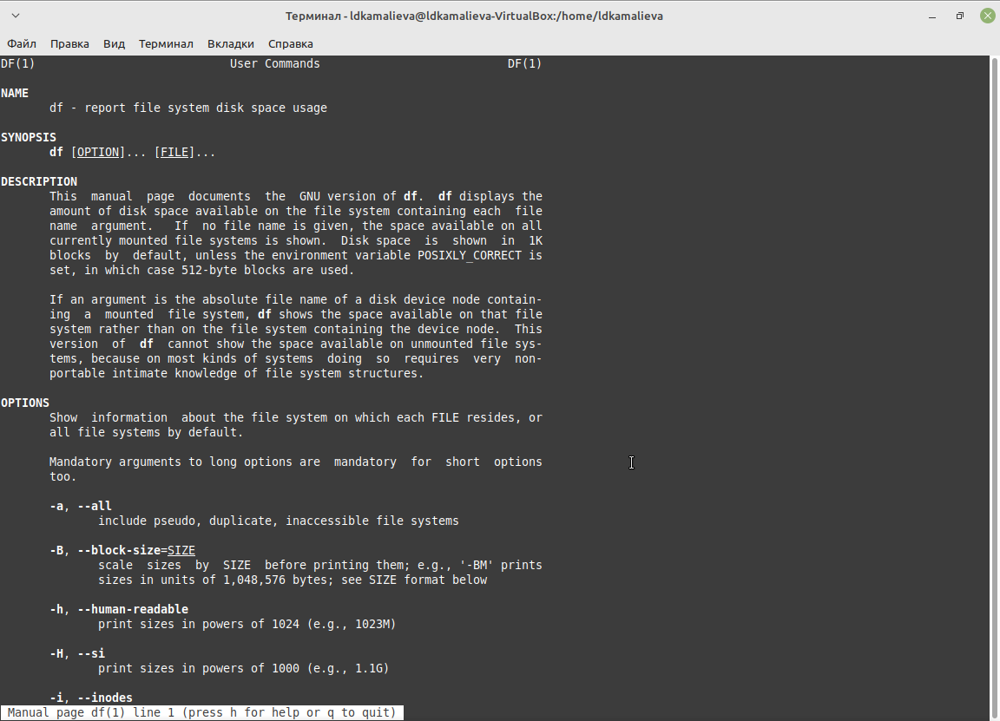 Терминал - ldkamalieva@ldkamalieva-VirtualBox:/home/ldkamalieva
Файл Правка Вид Терминал Вкладки Справка
DF(1) User Commands DF(1)
NAME
df - report file system disk space usage
SYNOPSIS
df [OPTION]... [FILE]...
DESCRIPTION
This manual page documents the GNU version of df. df displays the
amount of disk space available on the file system containing each file
name argument. If no file name is given, the space available on all
currently mounted file systems is shown. Disk space is shown in 1K
blocks by default, unless the environment variable POSIXLY_CORRECT is
set, in which case 512-byte blocks are used.
If an argument is the absolute file name of a disk device node contain-
ing a mounted file system, df shows the space available on that file
system rather than on the file system containing the device node. This
version of df cannot show the space available on unmounted file sys-
tems, because on most kinds of systems doing so requires very non-
portable intimate knowledge of file system structures.
OPTIONS
Show information about the file system on which each FILE resides, or
all file systems by default.
Mandatory arguments to long options are mandatory for short options
too.
-a, --all
include pseudo, duplicate, inaccessible file systems
-B, --block-size=SIZE
scale sizes by SIZE before printing them; e.g., '-BM' prints
sizes in units of 1,048,576 bytes; see SIZE format below
-h, --human-readable
print sizes in powers of 1024 (e.g., 1023M)
-H, --si
print sizes in powers of 1000 (e.g., 1.1G)
-i, --inodes
Manual page df(1) line 1 (press h for help or q to quit)